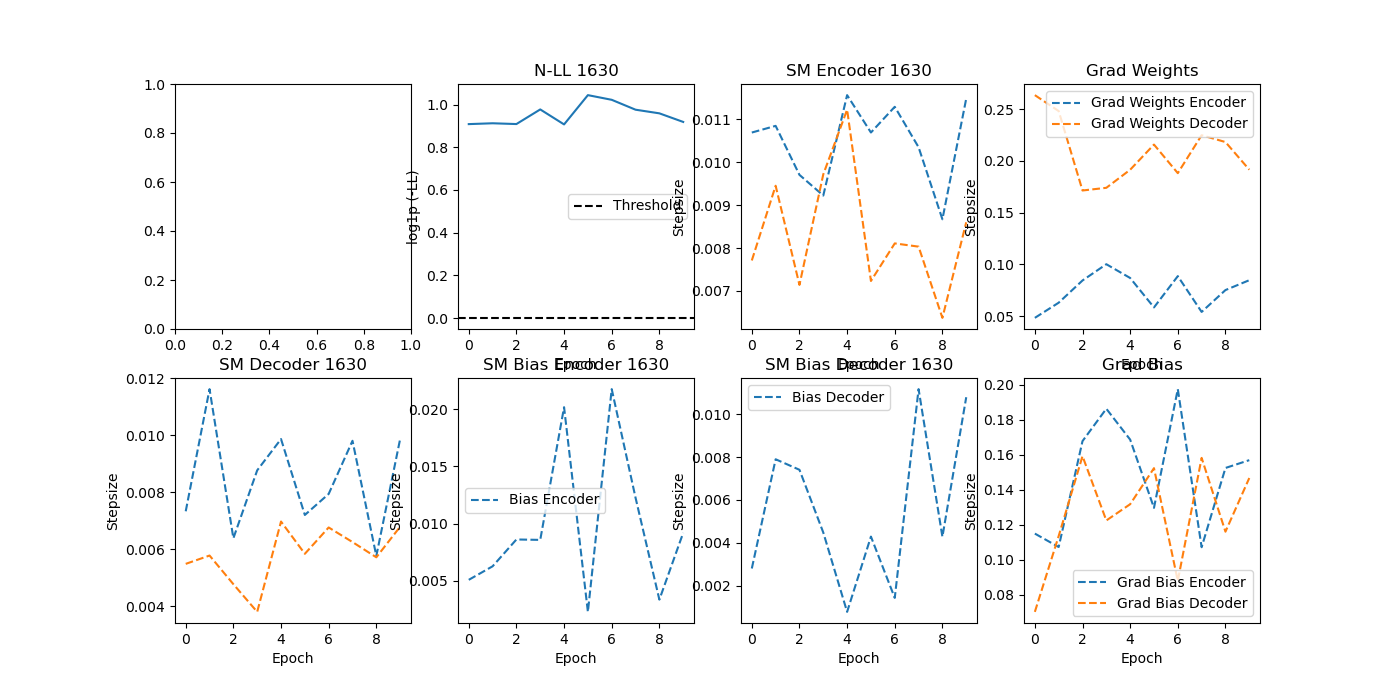 N-LL 1630
SM Encoder 1630
Grad Weights
1.0
0.8
0.6
0.4
0.2
0.0
0.0 0.2 0.4 0.6 0.8 1.0
log1p (-LL)
1.0
0.8
0.6
0.4
0.2
0.0
Threshold
0 2 4 6 8
Epoch
Stepsize
0.011
0.010
0.009
0.008
0.007
0 2 4 6 8
Epoch
Stepsize
0.25
0.20
0.15
0.10
0.05
Grad Weights Encoder
Grad Weights Decoder
0 2 4 6 8
Epoch
SM Decoder 1630
SM Bias Encoder 1630
SM Bias Decoder 1630
Grad Bias
Stepsize
0.012
0.010
0.008
0.006
0.004
0 2 4 6 8
Epoch
Stepsize
0.020
0.015
0.010
0.005
Bias Encoder
0 2 4 6 8
Epoch
Stepsize
0.010
0.008
0.006
0.004
0.002
Bias Decoder
0 2 4 6 8
Epoch
Stepsize
0.20
0.18
0.16
0.14
0.12
0.10
0.08
Grad Bias Encoder
Grad Bias Decoder
0 2 4 6 8
Epoch